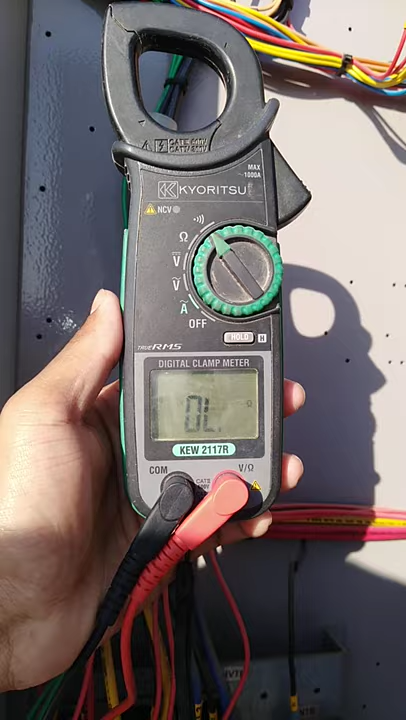 CAT.Ⅲ 600V
CAT.Ⅳ 300V
MAX
~1000A
KYORITSU
NCV
Ω
V
V
A
OFF
HOLD
TRUE RMS
DIGITAL CLAMP METER
OL
Ω
KEW 2117R
COM
V/Ω